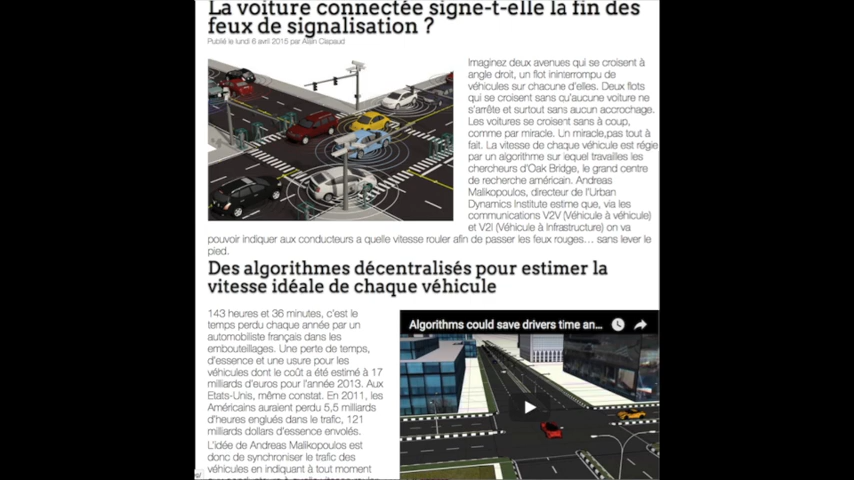 La voiture connectée signe-t-elle la fin des
feux de signalisation ?
Publié le lundi 6 avril 2015 par Alain Clapaud
Imaginez deux avenues qui se croisent à
angle droit, un flot ininterrompu de
véhicules sur chacune d'elles. Deux flots
qui se croisent sans qu'aucune voiture ne
s'arrête et surtout sans aucun accrochage.
Les voitures se croisent sans à coup,
comme par miracle. Un miracle,pas tout à
fait. La vitesse de chaque véhicule est régie
par un algorithme sur lequel travailles les
chercheurs d'Oak Bridge, le grand centre
de recherche américain. Andreas
Malikopoulos, directeur de l'Urban
Dynamics Institute estime que, via les
communications V2V (Véhicule à véhicule)
et V2I (Véhicule à Infrastructure) on va
pouvoir indiquer aux conducteurs a quelle vitesse rouler afin de passer les feux rouges... sans lever le
pied.
Des algorithmes décentralisés pour estimer la
vitesse idéale de chaque véhicule
143 heures et 36 minutes, c'est le
temps perdu chaque année par un
automobiliste français dans les
embouteillages. Une perte de temps,
d'essence et une usure pour les
véhicules dont le coût a été estimé à 17
milliards d'euros pour l'année 2013. Aux
Etats-Unis, même constat. En 2011, les
Américains auraient perdu 5,5 milliards
d'heures englués dans le trafic, 121
milliards dollars d'essence envolés.
L'idée de Andreas Malikopoulos est
donc de synchroniser le trafic des
véhicules en indiquant à tout moment
Algorithms could save drivers time an...